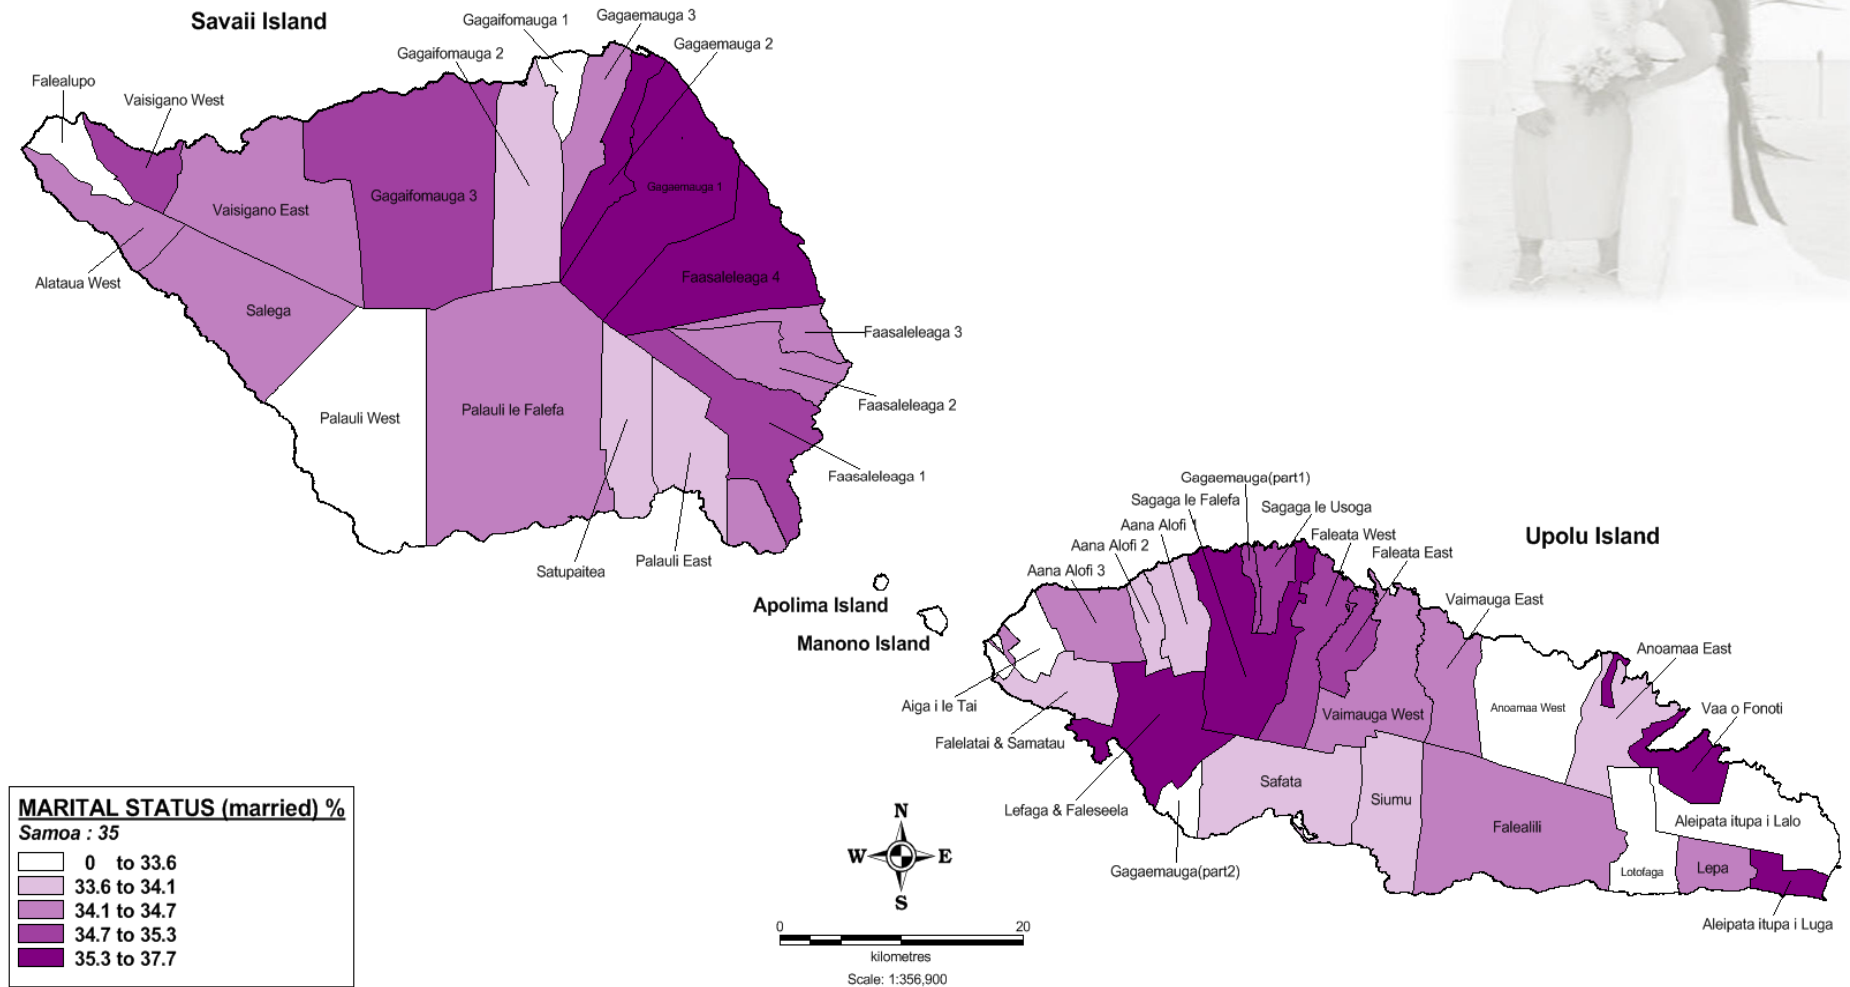 Savaii Island
Gagaifomauga 1
Gagaemauga 3
Gagaemauga 2
Gagaifomauga 2
Falealupo
Vaisigano West
Gagaifomauga 3
Gagaemauga 1
Vaisigano East
Alataua West
Faasaleleaga 4
Salega
Faasaleleaga 3
Faasaleleaga 2
Palauli West
Palauli le Falefa
Faasaleleaga 1
Satupaitea
Palauli East
Apolima Island
Manono Island
Upolu Island
Gagaemauga(part1)
Sagaga le Falefa
Sagaga le Usoga
Aana Alofi 1
Faleata West
Aana Alofi 2
Faleata East
Aana Alofi 3
Vaimauga East
Anoamaa East
Aiga i le Tai
Anoamaa West
Vaa o Fonoti
Vaimauga West
Falelatai & Samatau
Safata
Siumu
Lefaga & Faleseela
Falealili
Aleipata itupa i Lalo
Gagaemauga(part2)
Lotofaga
Lepa
Aleipata itupa i Luga
MARITAL STATUS (married) %
Samoa : 35
0 to 33.6
33.6 to 34.1
34.1 to 34.7
34.7 to 35.3
35.3 to 37.7
N
W E
S
0 20
kilometres
Scale: 1:356,900